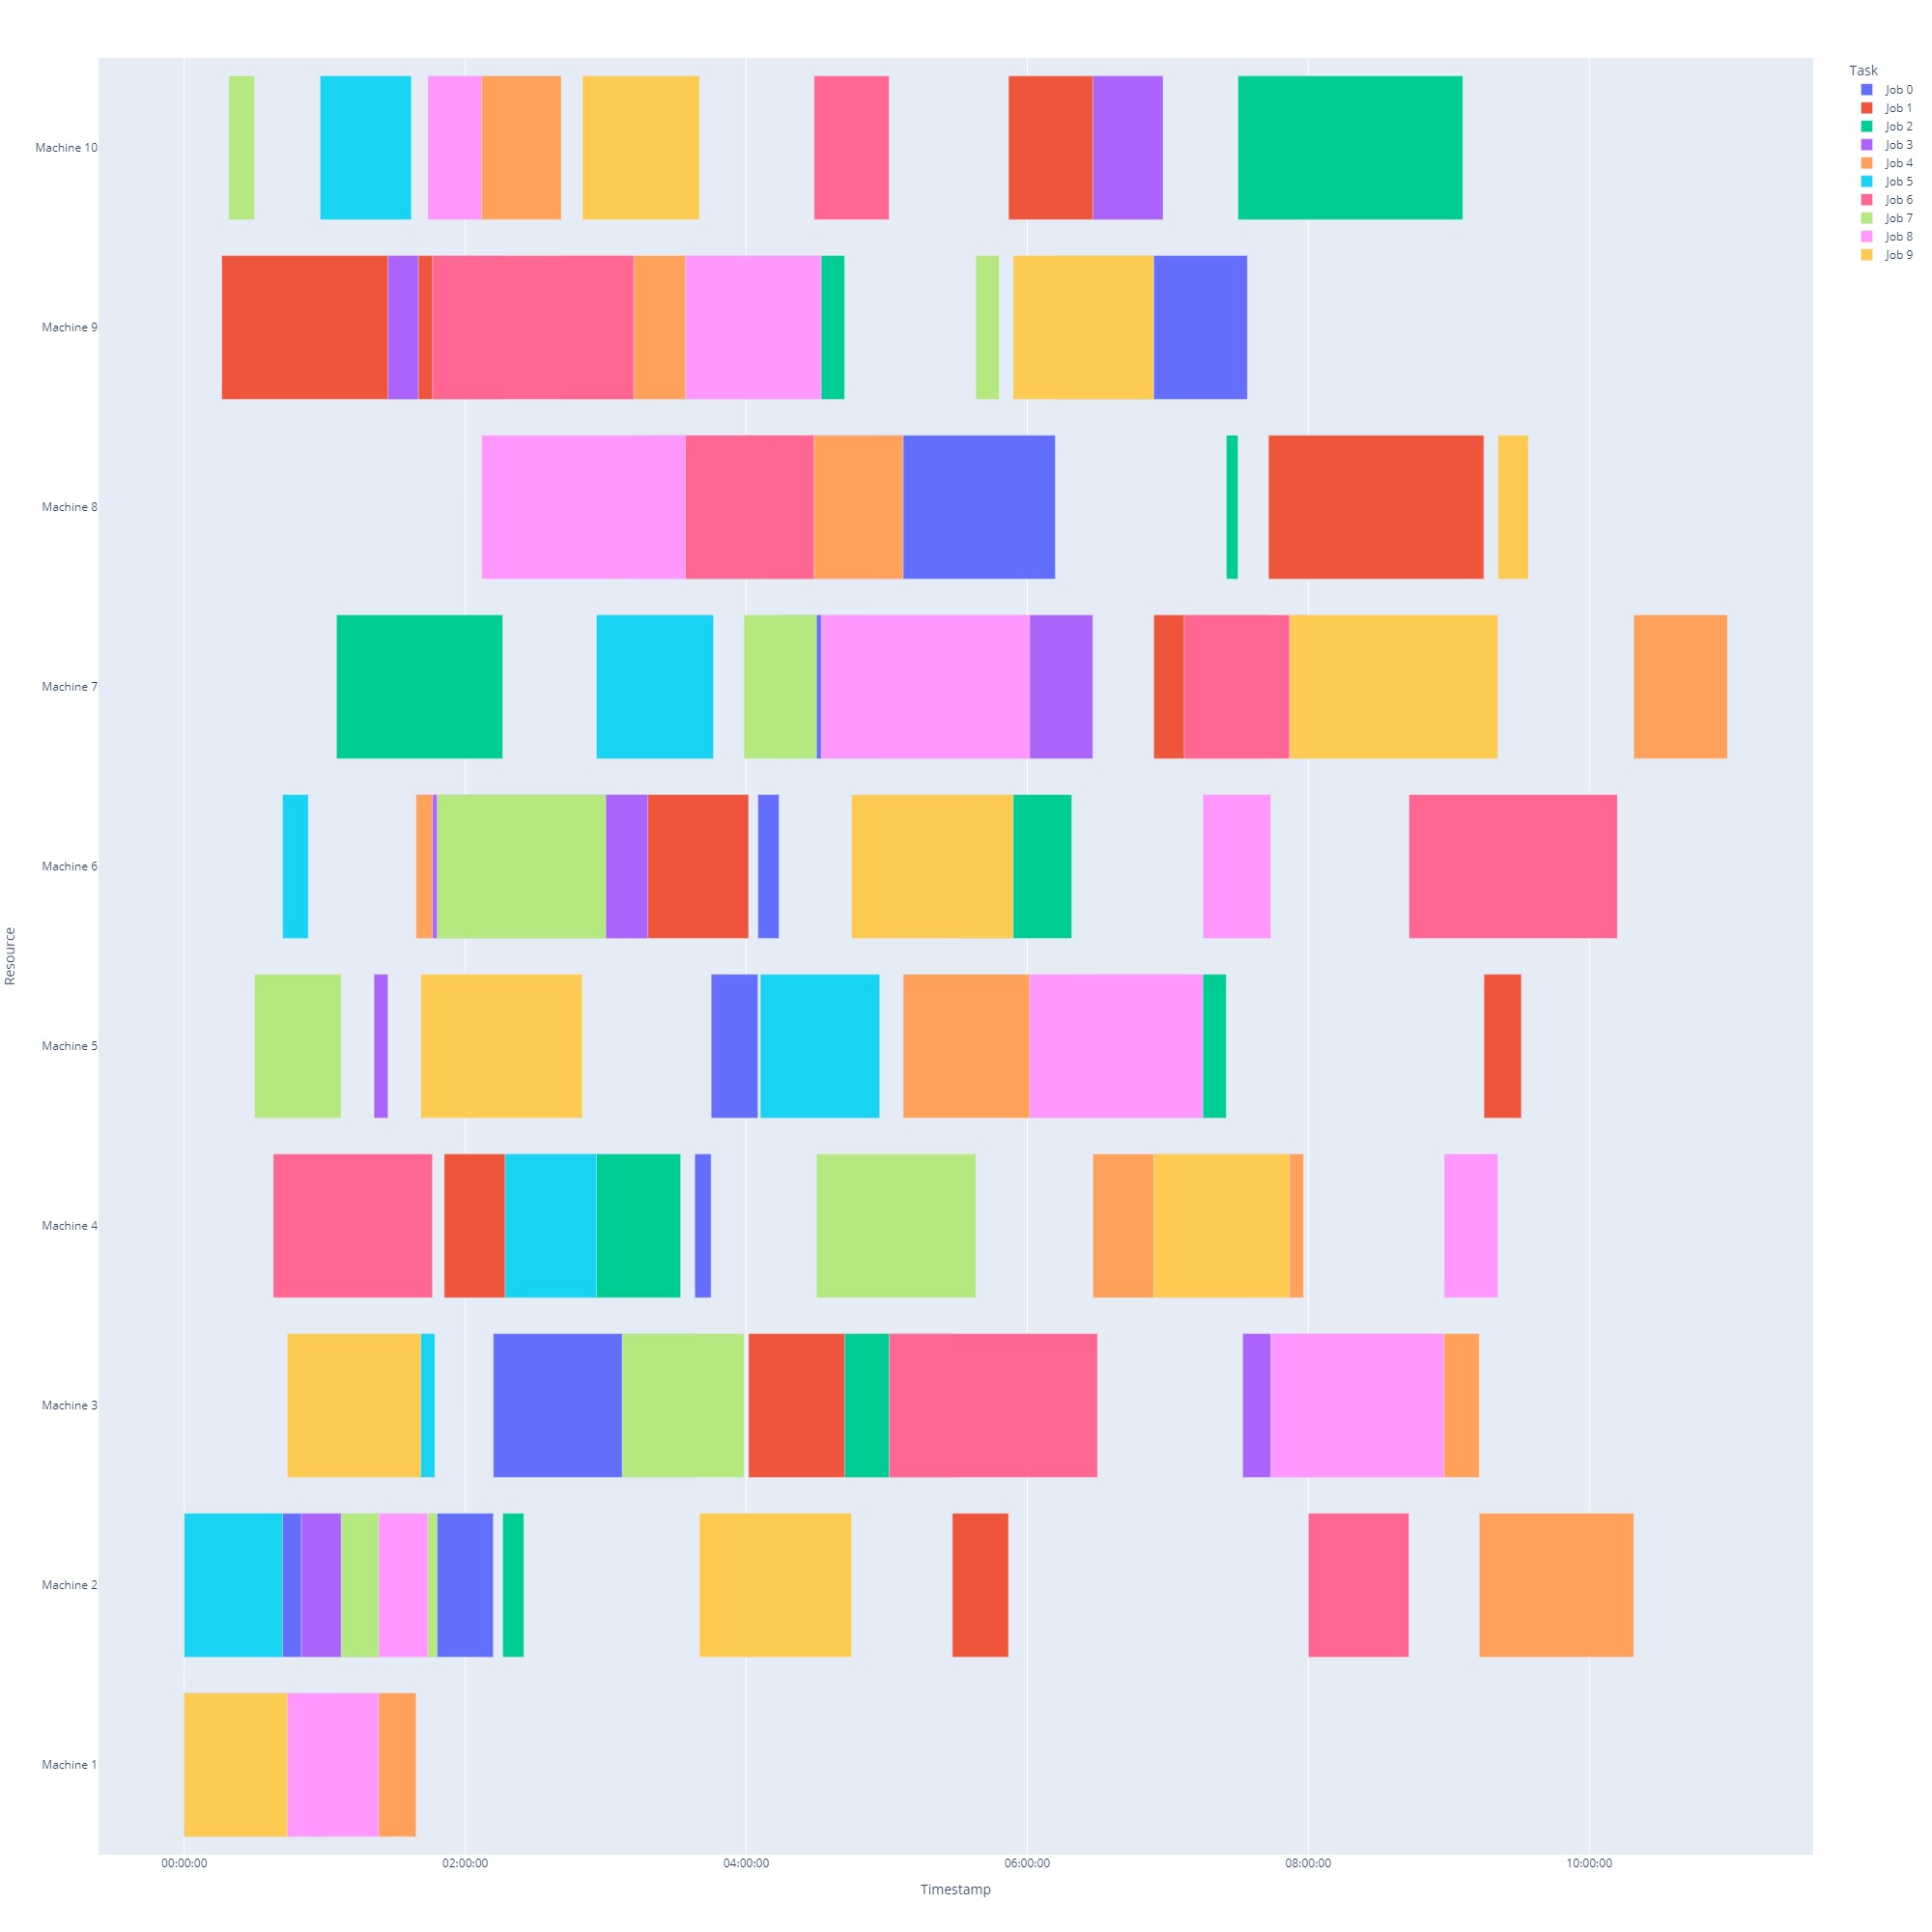 Task
Job 0
Job 1
Job 2
Job 3
Job 4
Job 5
Job 6
Job 7
Job 8
Job 9
Machine 10
Machine 9
Machine 8
Machine 7
Machine 6
Machine 5
Machine 4
Machine 3
Machine 2
Machine 1
Resource
00:00:00 02:00:00 04:00:00 06:00:00 08:00:00 10:00:00
Timestamp